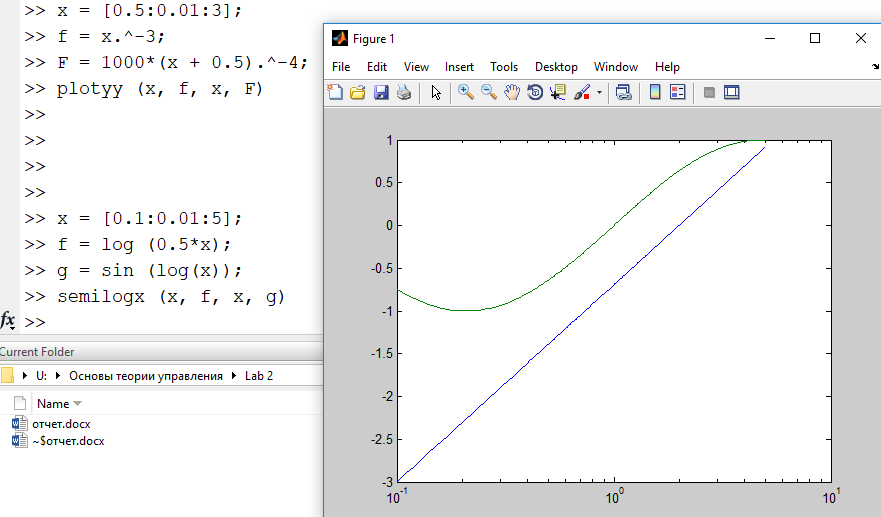 >> x = [0.5:0.01:3];
>> f = x.^-3;
>> F = 1000*(x + 0.5).^-4;
>> plotyy (x, f, x, F)
>>
>>
>>
>>
>> x = [0.1:0.01:5];
>> f = log (0.5*x);
>> g = sin (log(x));
>> semilogx (x, f, x, g)
fx >>
Current Folder
U: Основы теории управления Lab 2
Name
отчет.docx
~$отчет.docx
Figure 1
File Edit View Insert Tools Desktop Window Help
1
0.5
0
-0.5
-1
-1.5
-2
-2.5
-3
10^-1 10^0 10^1